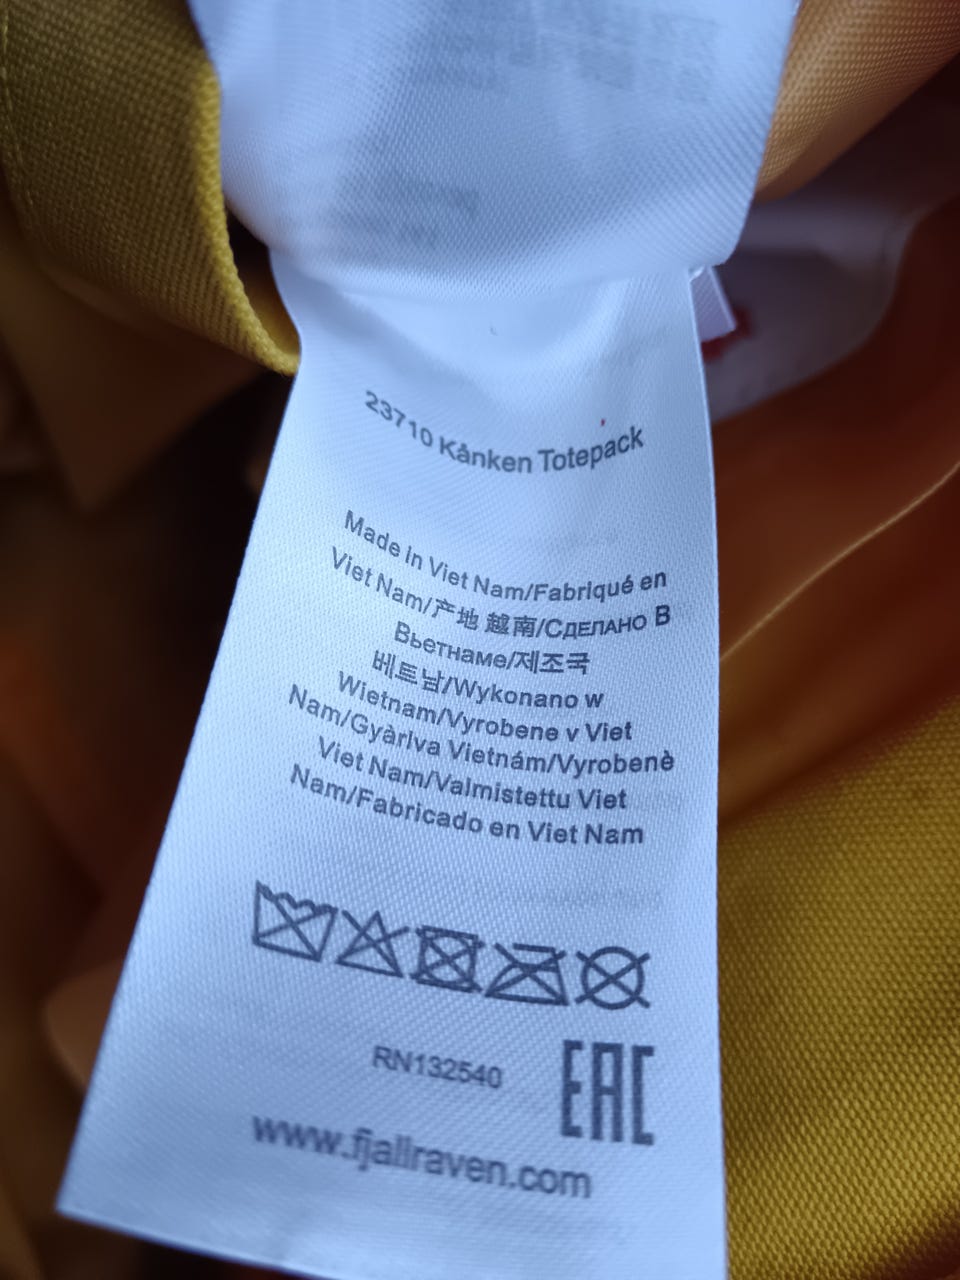 23710 Kånken Totepack
Made in Viet Nam/Fabriqué en
Viet Nam/产地 越南/Сделано в
Вьетнаме/제조국
베트남/Wykonano w
Wietnam/Vyrobene v Viet
Nam/Gyàrlva Vietnám/Vyrobenè
Viet Nam/Valmistettu Viet
Nam/Fabricado en Viet Nam
RN132540
EAC
www.fjallraven.com